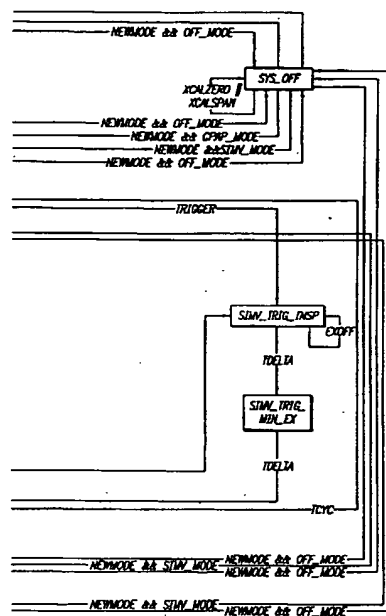 NEWMODE && OFF_MODE
SYS_OFF
XCALZERO ||
XCALSPAN
NEWMODE && OFF_MODE
NEWMODE && CPAP_MODE
NEWMODE &&SIMV_MODE
NEWMODE && OFF_MODE
TRIGGER
SIMV_TRIG_INSP
EXOFF
TDELTA
SIMV_TRIG_
MIN_EX
TDELTA
TCYC
NEWMODE && OFF_MODE
NEWMODE && SIMV_MODE
NEWMODE && OFF_MODE
NEWMODE && SIMV_MODE
NEWMODE && OFF_MODE